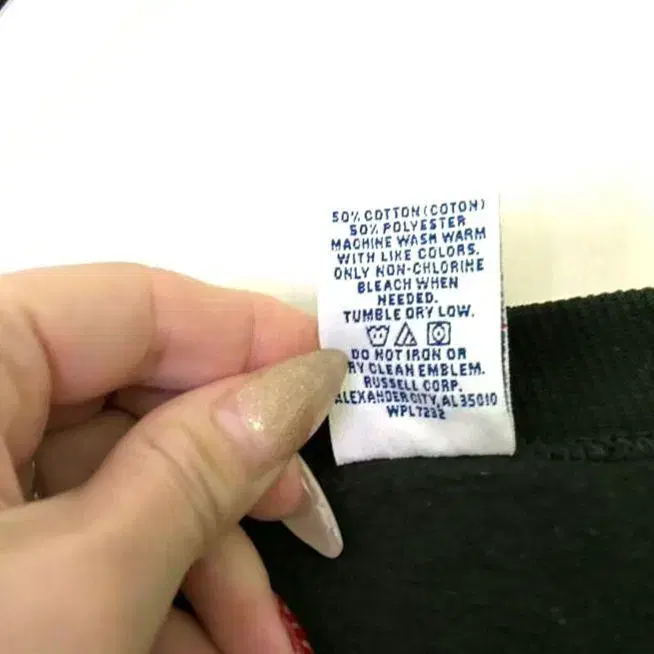 50% COTTON (COTON)
50% POLYESTER
MACHINE WASH WARM
WITH LIKE COLORS.
ONLY NON-CHLORINE
BLEACH WHEN
NEEDED.
TUMBLE DRY LOW.
DO NOT IRON OR
RY CLEAN EMBLEM.
RUSSELL CORP.
ALEXANDER CITY, AL 35010
WPL7232